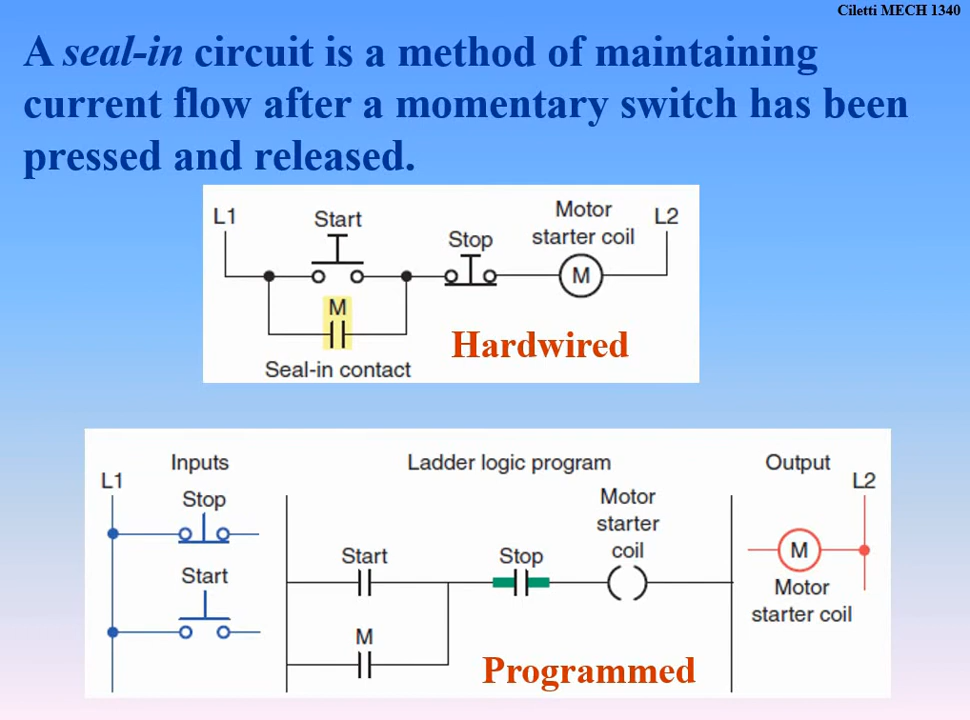 Ciletti MECH 1340
A seal-in circuit is a method of maintaining
current flow after a momentary switch has been
pressed and released.
L1
Start
Stop
Motor
starter coil
L2
M
M
Hardwired
Seal-in contact
Inputs
Ladder logic program
Output
L1
L2
Stop
Motor
starter
coil
Start
Start
Stop
M
Motor
starter coil
M
Programmed